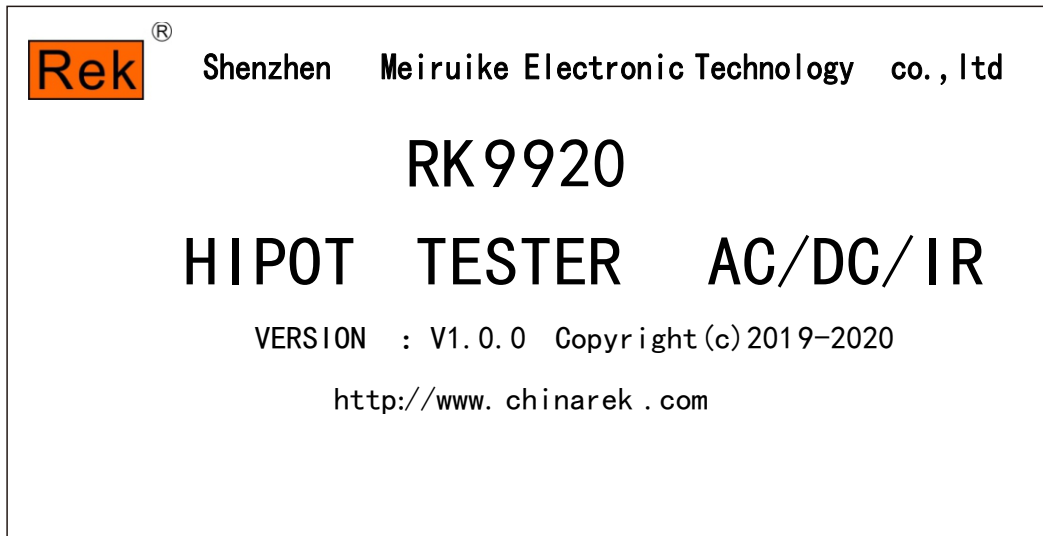 Rek®
Shenzhen Meiruike Electronic Technology co.,ltd
RK9920
HIPOT TESTER AC/DC/IR
VERSION : V1.0.0 Copyright(c)2019-2020
http://www. chinarek .com